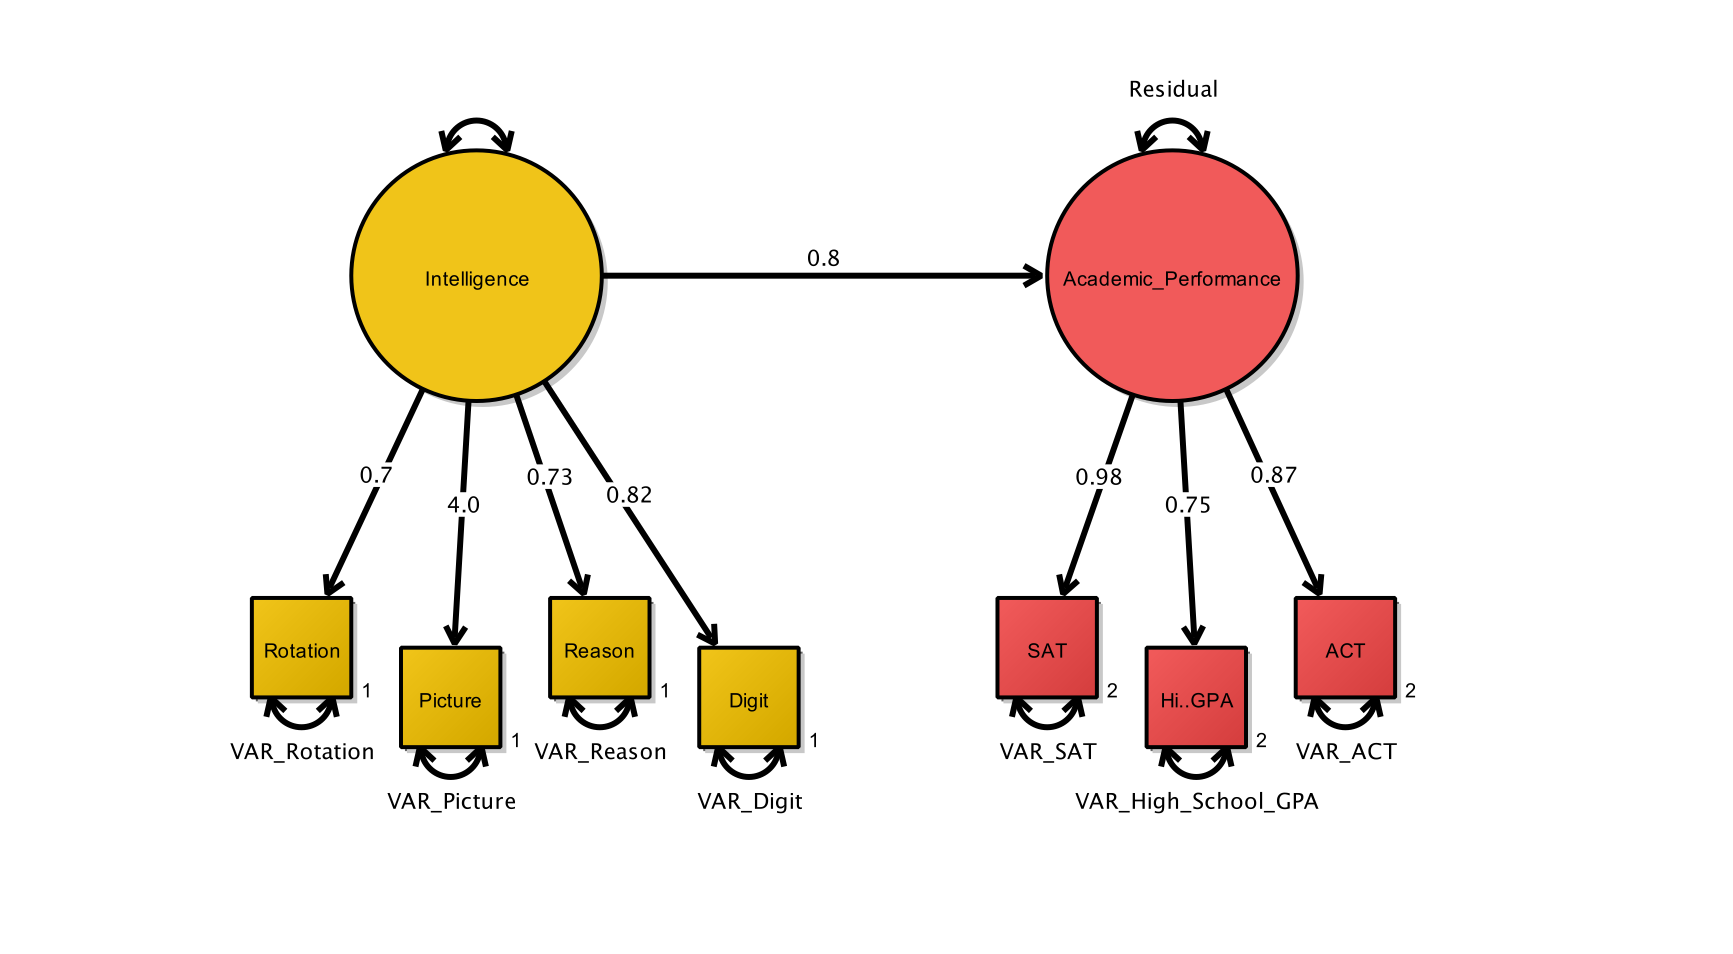 Residual
Intelligence
0.8
Academic_Performance
0.7
4.0
0.73
0.82
0.98
0.75
0.87
Rotation
1
Picture
1
Reason
1
Digit
1
SAT
2
Hi..GPA
2
ACT
2
VAR_Rotation
VAR_Picture
VAR_Reason
VAR_Digit
VAR_SAT
VAR_High_School_GPA
VAR_ACT